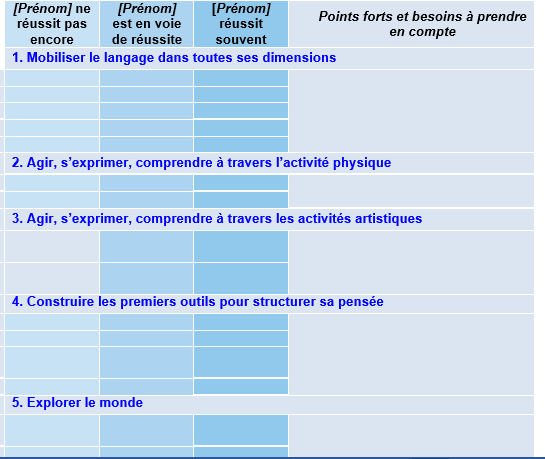 [Prénom] ne
réussit pas
encore
[Prénom]
est en voie
de réussite
[Prénom]
réussit
souvent
Points forts et besoins à prendre
en compte
1. Mobiliser le langage dans toutes ses dimensions
2. Agir, s’exprimer, comprendre à travers l’activité physique
3. Agir, s’exprimer, comprendre à travers les activités artistiques
4. Construire les premiers outils pour structurer sa pensée
5. Explorer le monde